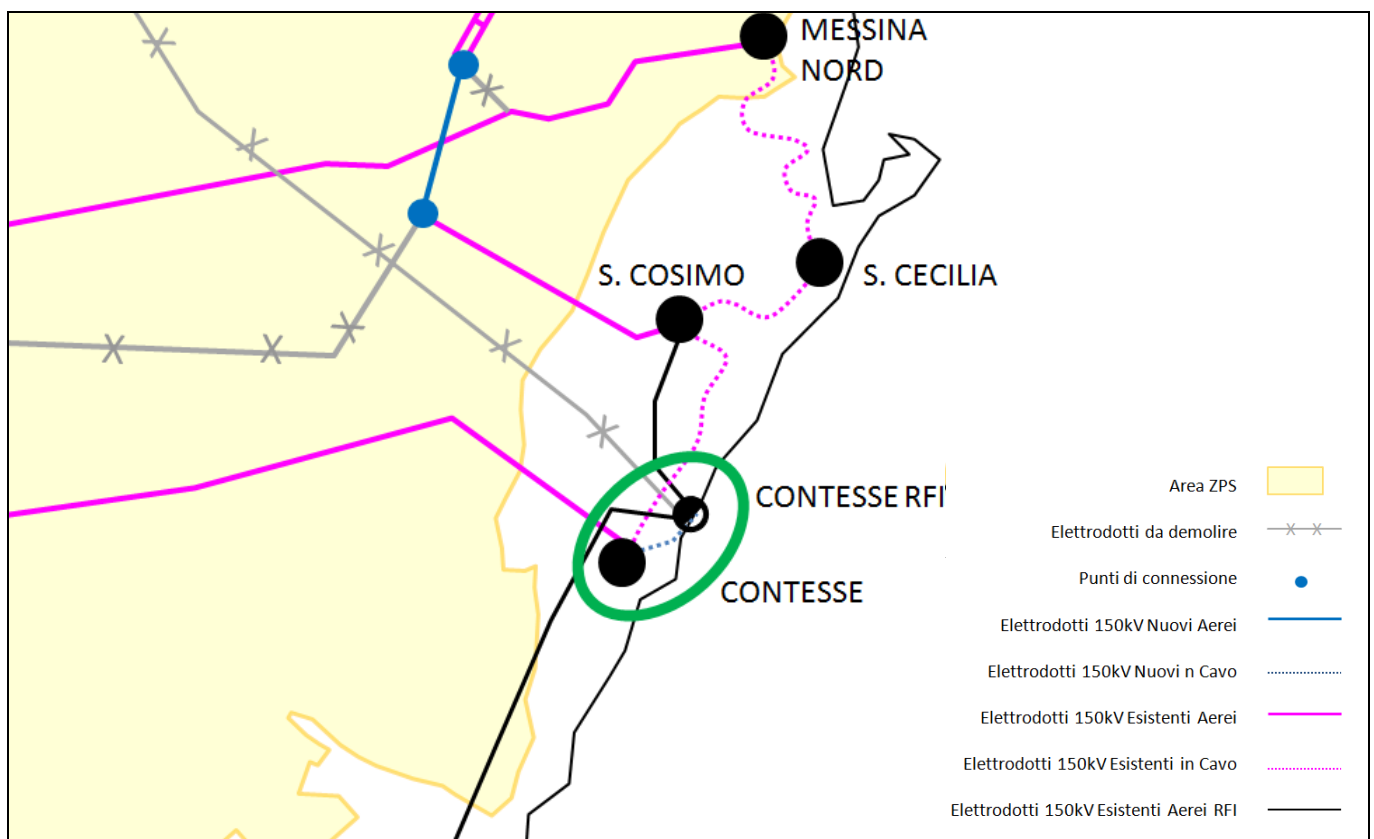 MESSINA
NORD
S. COSIMO
S. CECILIA
CONTESSE RFI
CONTESSE
Area ZPS
Elettrodotti da demolire
Punti di connessione
Elettrodotti 150kV Nuovi Aerei
Elettrodotti 150kV Nuovi n Cavo
Elettrodotti 150kV Esistenti Aerei
Elettrodotti 150kV Esistenti in Cavo
Elettrodotti 150kV Esistenti Aerei RFI